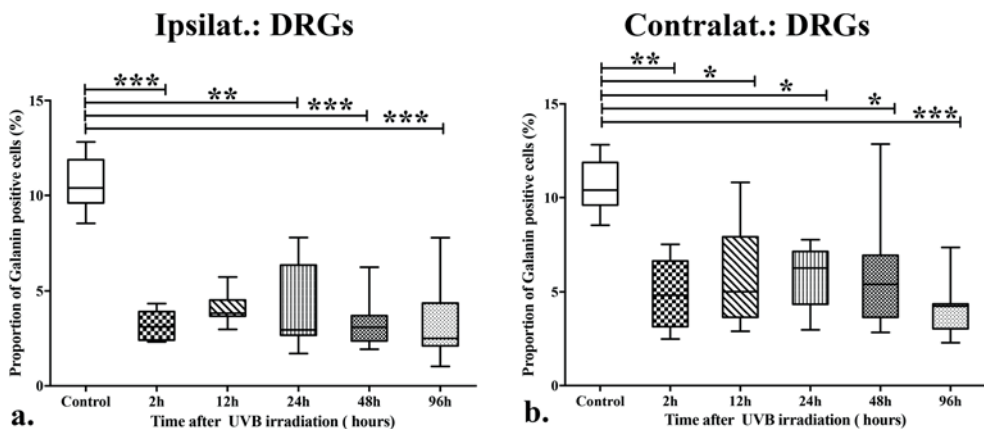 Ipsilat.: DRGs
***
**
***
***
Proportion of Galanin positive cells (%)
15
10
5
0
Control 2h 12h 24h 48h 96h
Time after UVB irradiation ( hours)
a.
Contralat.: DRGs
**
*
*
*
***
Proportion of Galanin positive cells (%)
15
10
5
0
Control 2h 12h 24h 48h 96h
Time after UVB irradiation ( hours)
b.